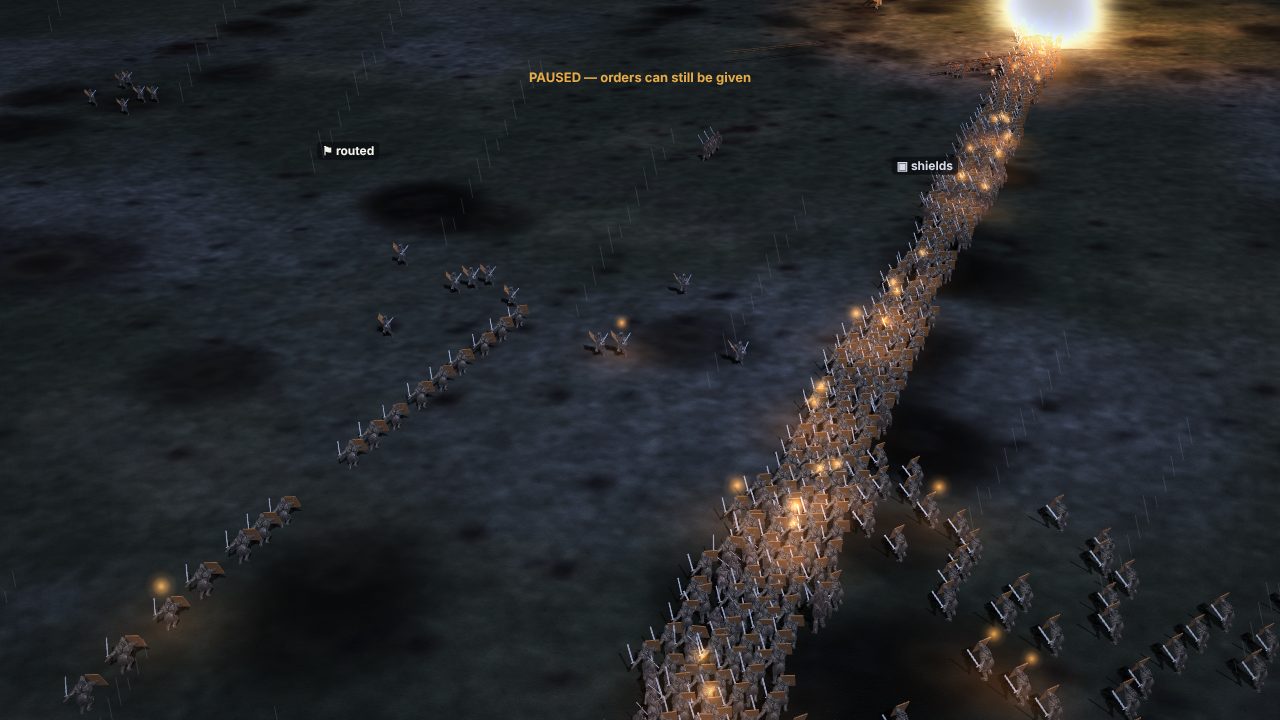 PAUSED — orders can still be given
⚑ routed
▣ shields